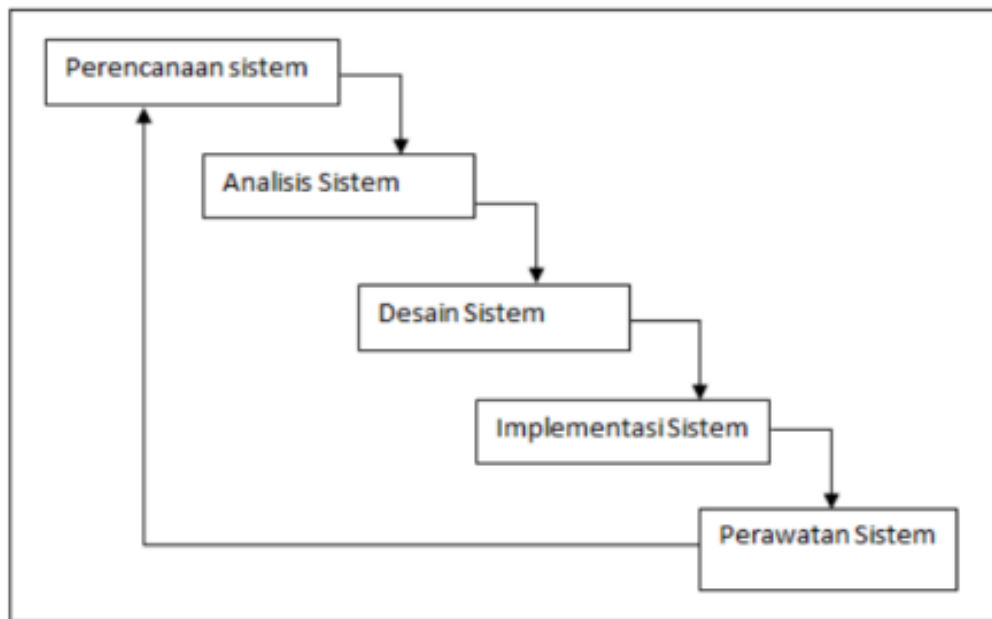 Perencanaan sistem
Analisis Sistem
Desain Sistem
Implementasi Sistem
Perawatan Sistem